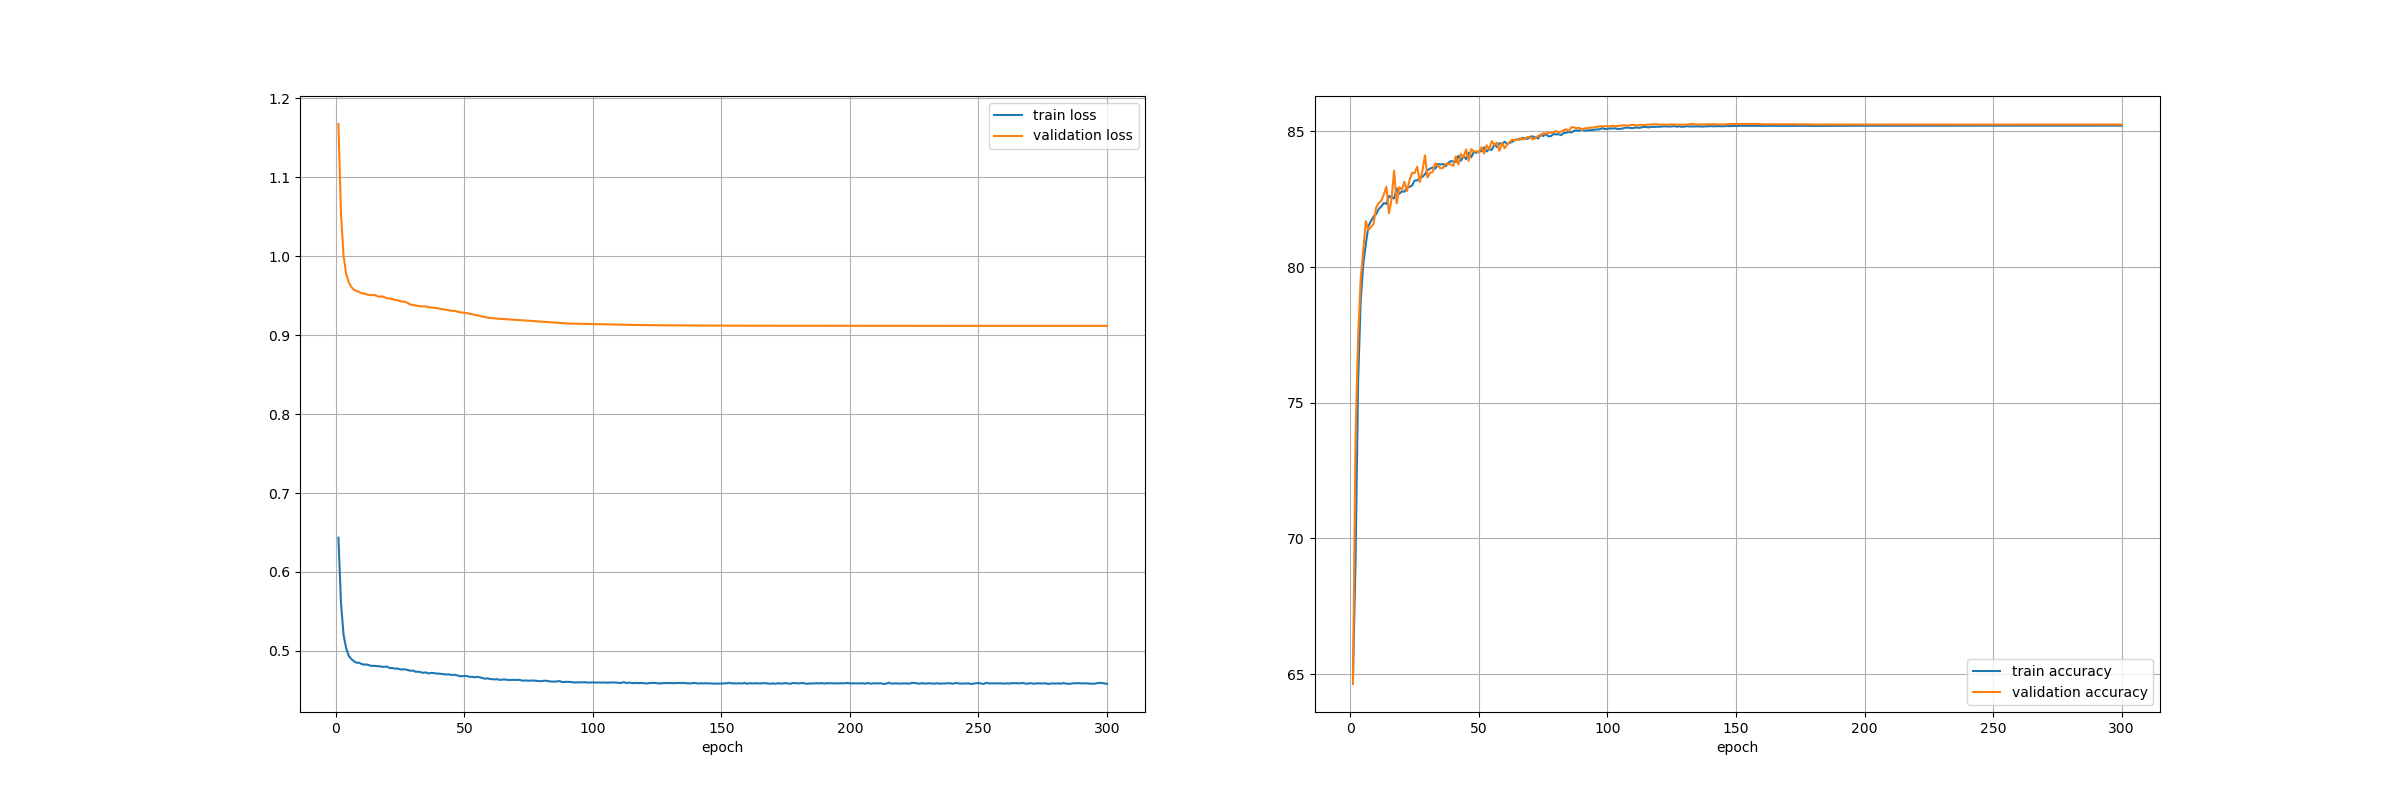 1.2
1.1
1.0
0.9
0.8
0.7
0.6
0.5
train loss
validation loss
0 50 100 150 200 250 300
epoch
85
80
75
70
65
train accuracy
validation accuracy
0 50 100 150 200 250 300
epoch